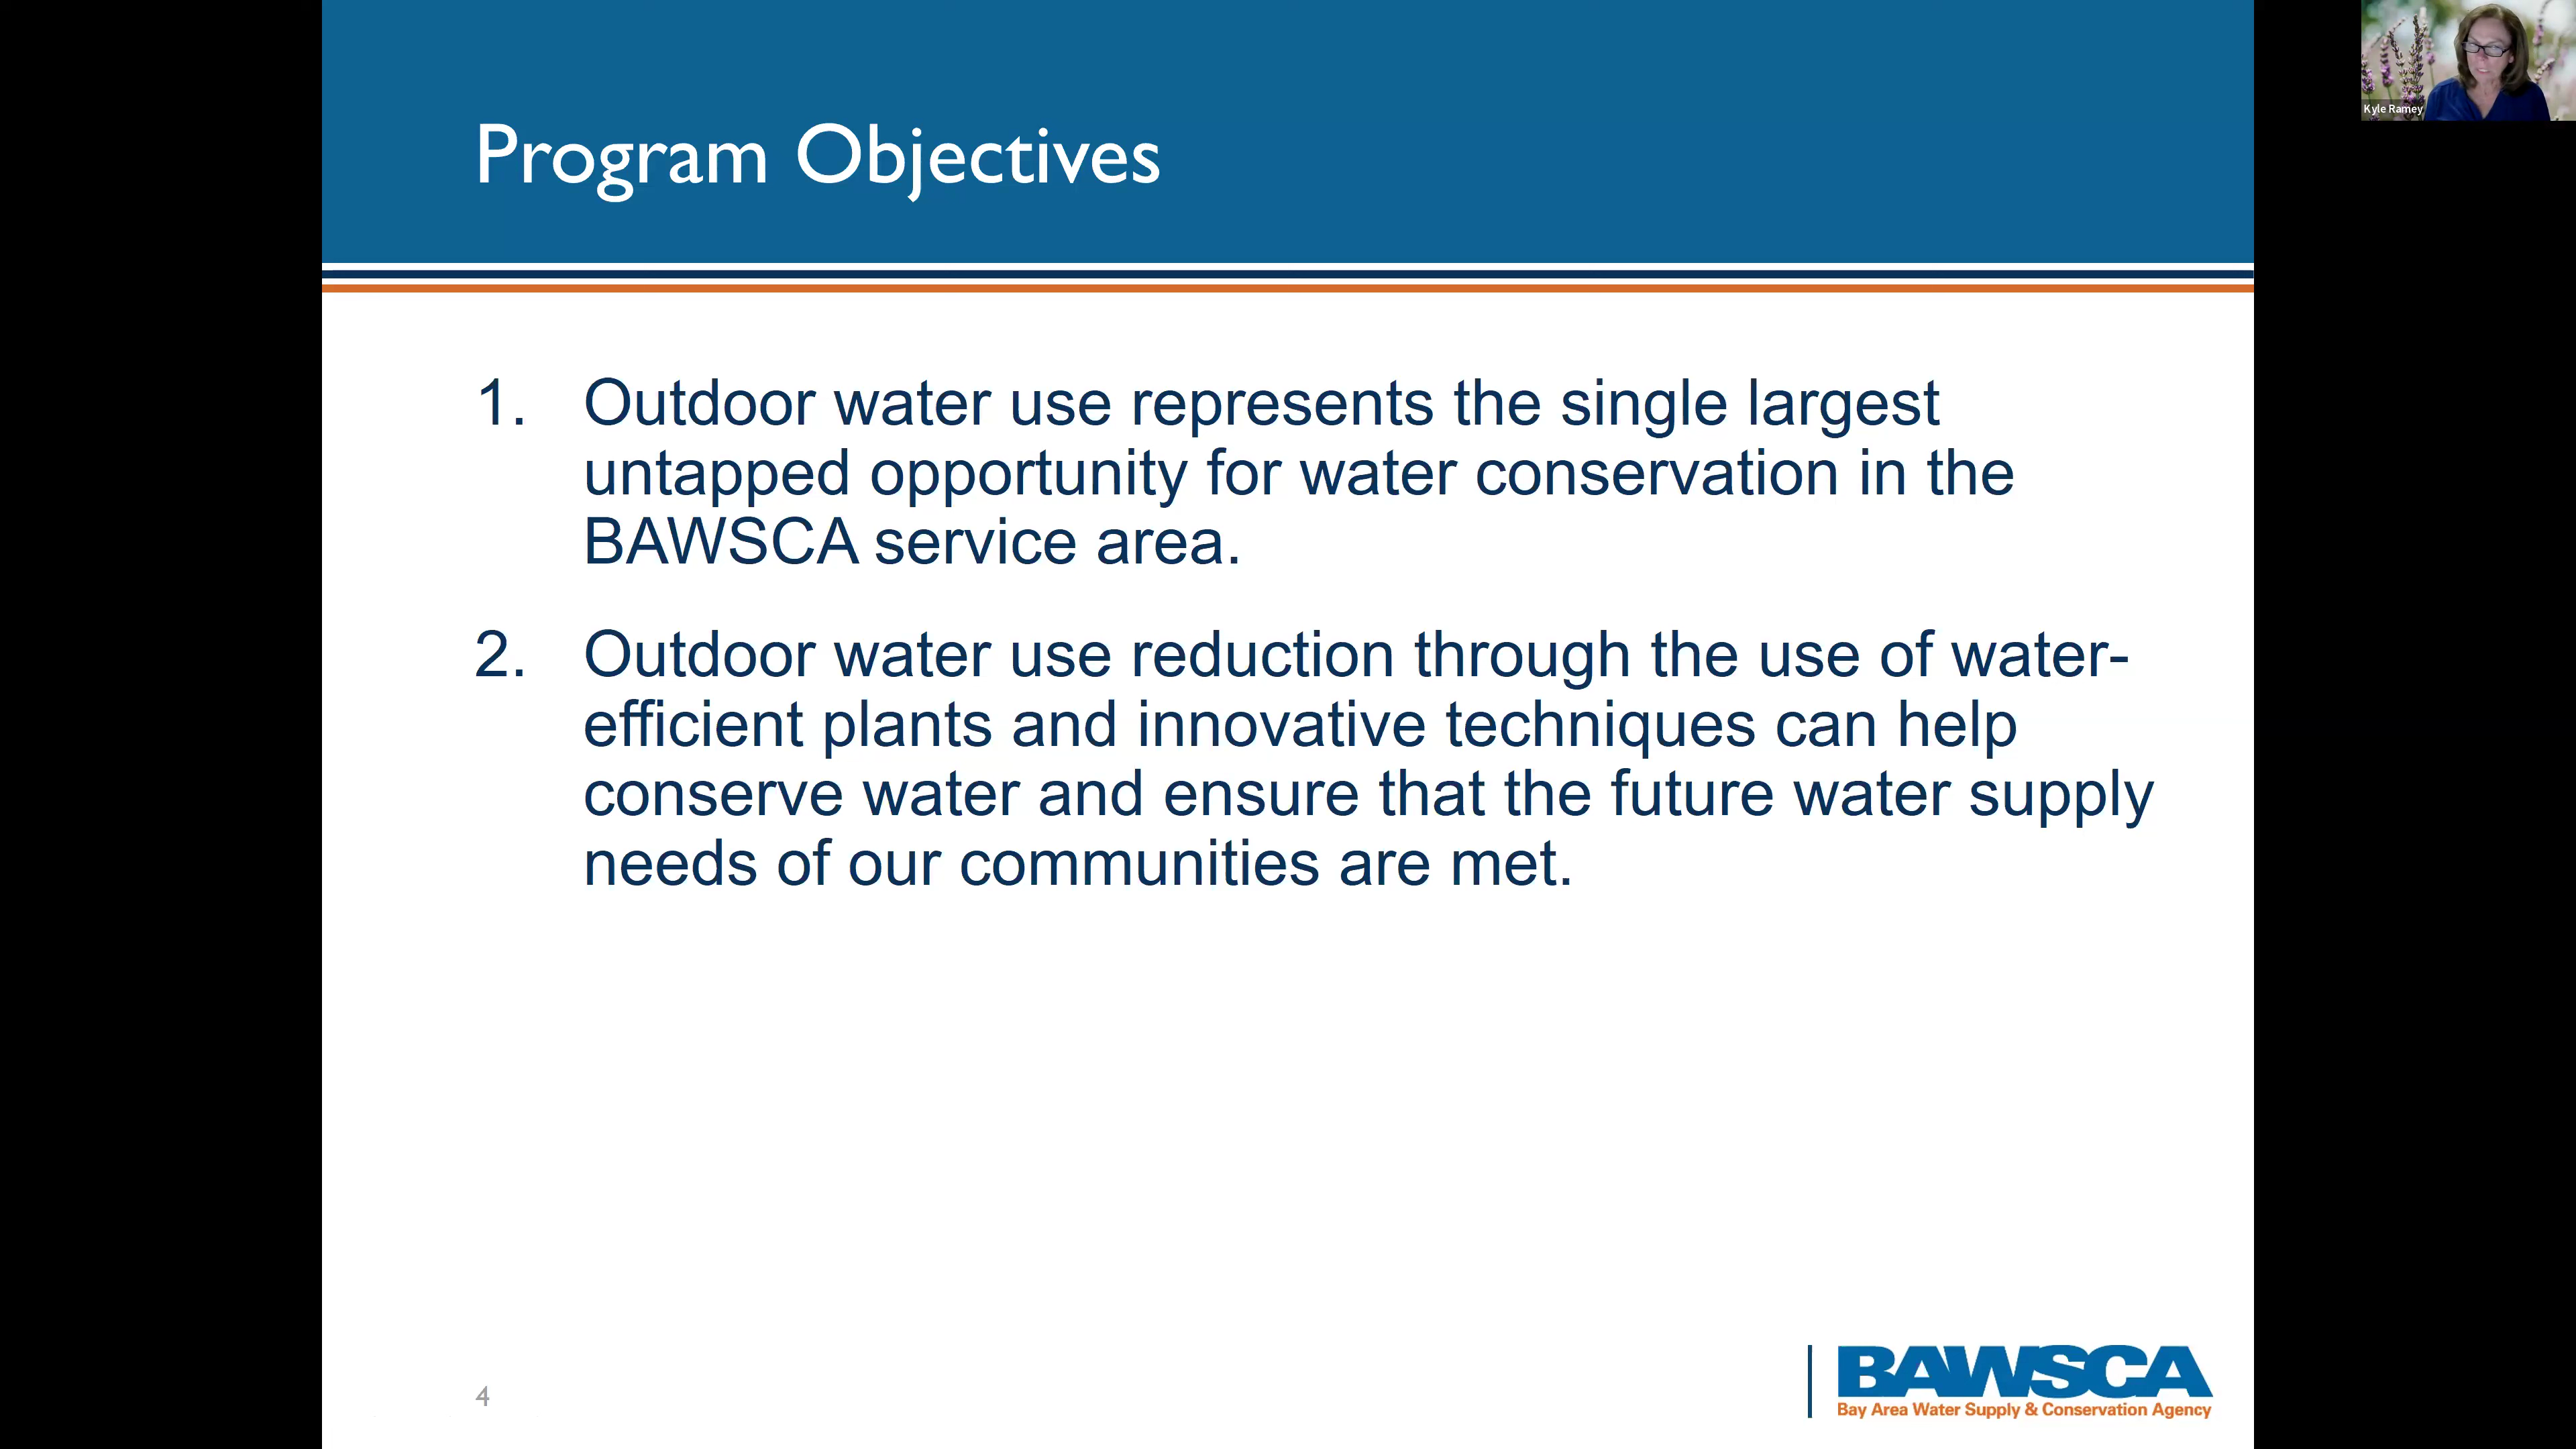 Program Objectives
Kyle Ramey
1. Outdoor water use represents the single largest
untapped opportunity for water conservation in the
BAWSCA service area.
2. Outdoor water use reduction through the use of water-
efficient plants and innovative techniques can help
conserve water and ensure that the future water supply
needs of our communities are met.
4
BAWSCA
Bay Area Water Supply & Conservation Agency